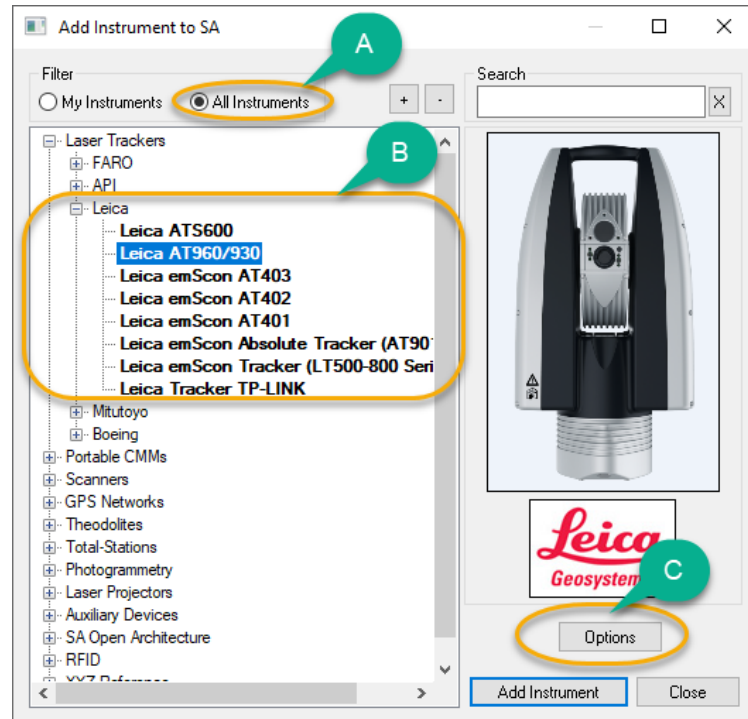 Add Instrument to SA
A
Filter
My Instruments
All Instruments
+
-
Search
X
B
Laser Trackers
FARO
API
Leica
Leica ATS600
Leica AT960/930
Leica emScon AT403
Leica emScon AT402
Leica emScon AT401
Leica emScon Absolute Tracker (AT901
Leica emScon Tracker (LT500-800 Seri
Leica Tracker TP-LINK
Mitutoyo
Boeing
Portable CMMs
Scanners
GPS Networks
Theodolites
Total-Stations
Photogrammetry
Laser Projectors
Auxiliary Devices
SA Open Architecture
RFID
XYZ Reference
Leica
Geosystem
C
Options
Add Instrument
Close